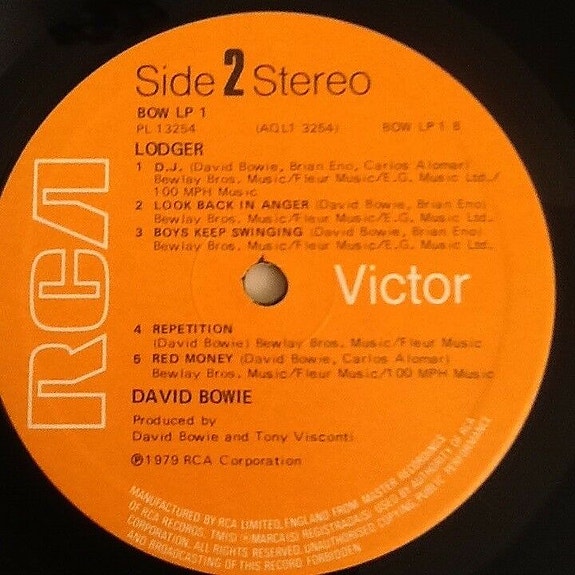 Side 2 Stereo
BOW LP 1
PL 13254 (AQL1 3254) BOW LP 1 B
LODGER
1 D.J. (David Bowie, Brian Eno, Carlos Alomar)
Bewlay Bros. Music/Fleur Music/E.G. Music Ltd./
100 MPH Music
2 LOOK BACK IN ANGER (David Bowie, Brian Eno)
Bewlay Bros. Music/Fleur Music/E.G. Music Ltd.
3 BOYS KEEP SWINGING (David Bowie, Brian Eno)
Bewlay Bros. Music/Fleur Music/E.G. Music Ltd.
RCA
Victor
4 REPETITION
(David Bowie) Bewlay Bros. Music/Fleur Music
5 RED MONEY (David Bowie, Carlos Alomar)
Bewlay Bros. Music/Fleur Music/100 MPH Music
DAVID BOWIE
Produced by
David Bowie and Tony Visconti
Ⓟ1979 RCA Corporation
MANUFACTURED BY RCA LIMITED, ENGLAND FROM MASTER RECORDINGS
OF RCA RECORDS. TM(S) ® MARCA(S) REGISTRADA(S). USED BY AUTHORITY OF RCA
CORPORATION. ALL RIGHTS RESERVED. UNAUTHORISED COPYING, PUBLIC PERFORMANCE
AND BROADCASTING OF THIS RECORD FORBIDDEN